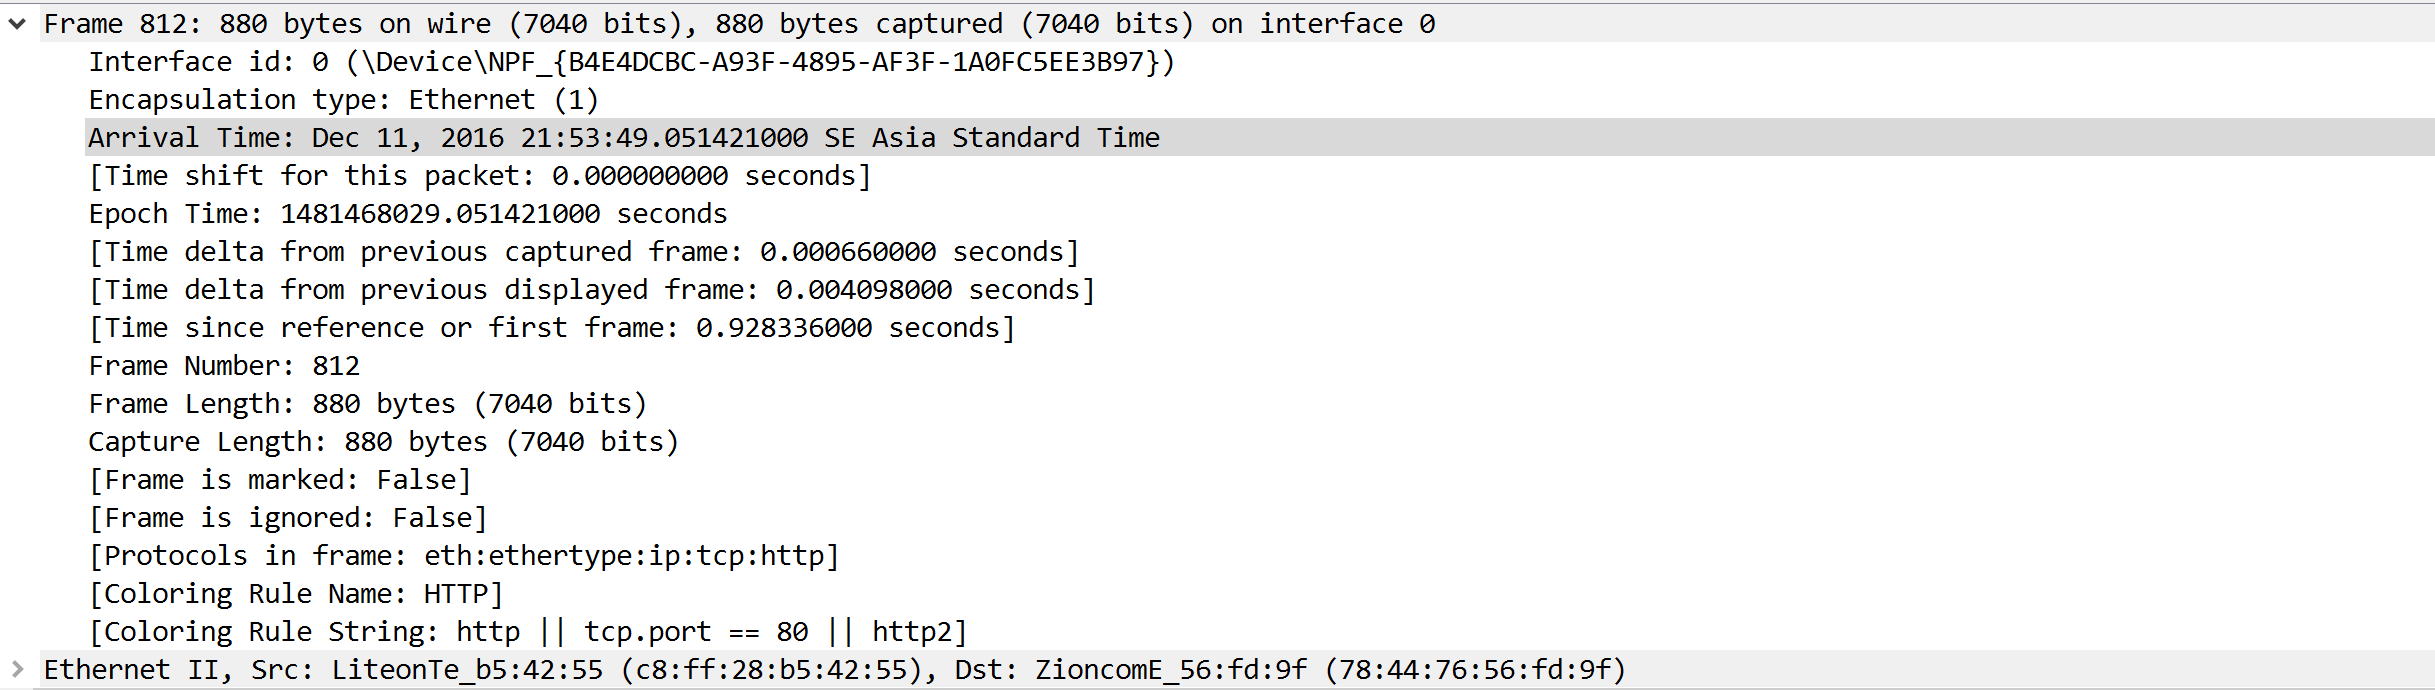 Frame 812: 880 bytes on wire (7040 bits), 880 bytes captured (7040 bits) on interface 0
Interface id: 0 (\Device\NPF_{B4E4DCBC-A93F-4895-AF3F-1A0FC5EE3B97})
Encapsulation type: Ethernet (1)
Arrival Time: Dec 11, 2016 21:53:49.051421000 SE Asia Standard Time
[Time shift for this packet: 0.000000000 seconds]
Epoch Time: 1481468029.051421000 seconds
[Time delta from previous captured frame: 0.000660000 seconds]
[Time delta from previous displayed frame: 0.004098000 seconds]
[Time since reference or first frame: 0.928336000 seconds]
Frame Number: 812
Frame Length: 880 bytes (7040 bits)
Capture Length: 880 bytes (7040 bits)
[Frame is marked: False]
[Frame is ignored: False]
[Protocols in frame: eth:ethertype:ip:tcp:http]
[Coloring Rule Name: HTTP]
[Coloring Rule String: http || tcp.port == 80 || http2]
Ethernet II, Src: LiteonTe_b5:42:55 (c8:ff:28:b5:42:55), Dst: ZioncomE_56:fd:9f (78:44:76:56:fd:9f)